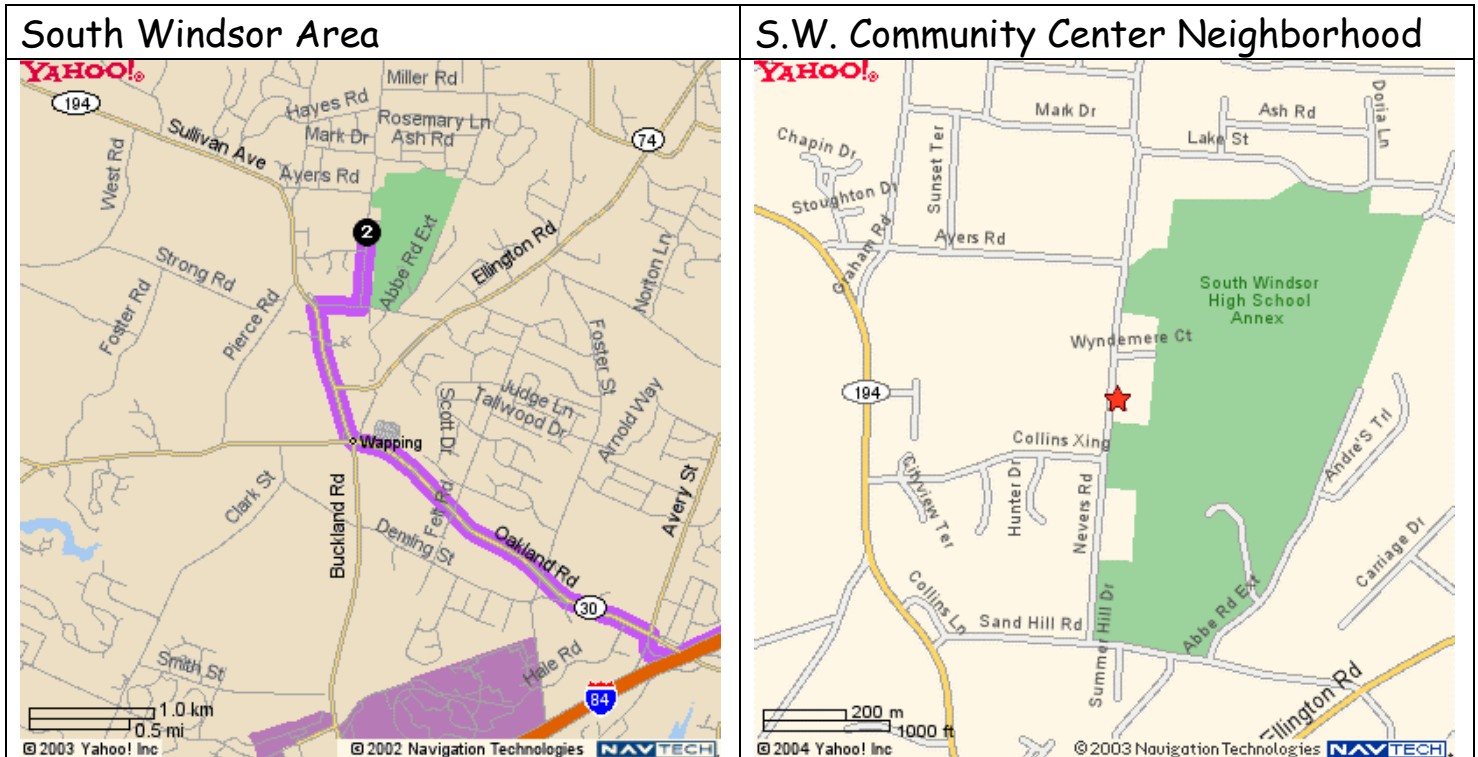 South Windsor Area
YAHOO!®
194
Miller Rd
Hayes Rd
Rosemary Ln
Mark Dr
Ash Rd
Sullivan Ave
74
West Rd
Ayers Rd
2
Abbe Rd Ext
Ellington Rd
Norton Ln
Strong Rd
Foster Rd
Pierce Rd
Foster St
Judge Ln
Tallwood Dr
Scott Dr
Arnold Way
Wapping
Clark St
Buckland Rd
Felt Rd
Avery St
Deming St
Oakland Rd
30
Smith St
Hale Rd
84
1.0 km
0.5 mi
© 2003 Yahoo! Inc
© 2002 Navigation Technologies
NAVTECH
S.W. Community Center Neighborhood
YAHOO!®
Doria Ln
Mark Dr
Ash Rd
Lake St
Chapin Dr
Sunset Ter
Stoughton Dr
Graham Rd
Ayers Rd
South Windsor
High School
Annex
Wyndemere Ct
194
Collins Xing
Andre'S Trl
Cityview Ter
Hunter Dr
Nevers Rd
Carriage Dr
Collins Ln
Sand Hill Rd
Summer Hill Dr
Abbe Rd Ext
Ellington Rd
200 m
1000 ft
© 2004 Yahoo! Inc
© 2003 Navigation Technologies
NAVTECH